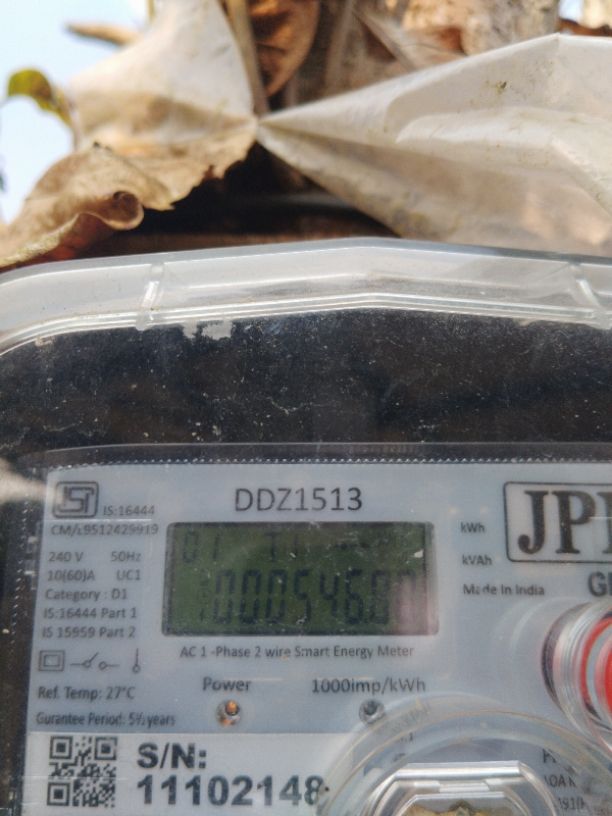 DDZ1513
IS:16444
CM/L9512429919
240 V 50Hz
10(60)A UC1
Category : D1
IS:16444 Part 1
IS 15959 Part 2
kWh
kVAh
JP
Made In India
AC 1 -Phase 2 wire Smart Energy Meter
Ref. Temp: 27°C
Power 1000imp/kWh
Gurantee Period: 5½ years
S/N:
11102148